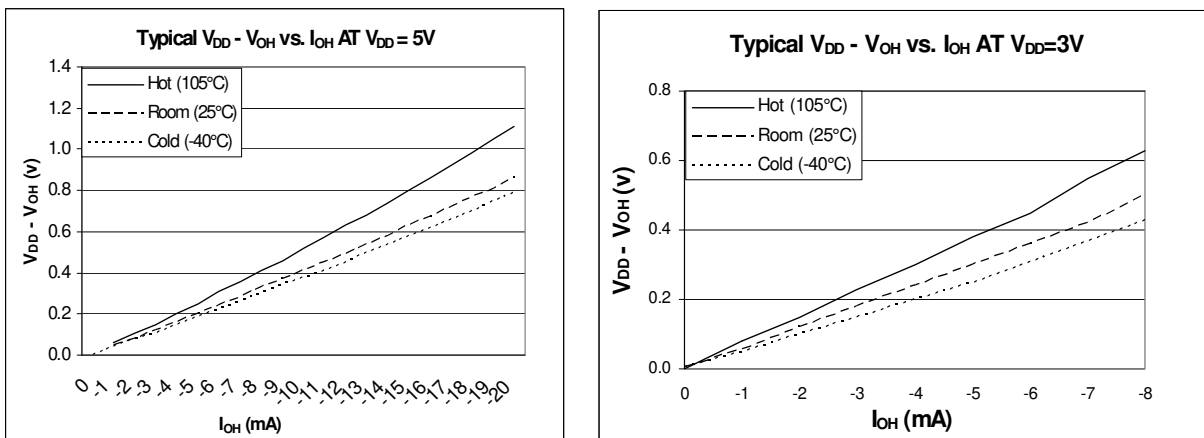 Typical VDD - VOH vs. IOH AT VDD = 5V
VDD - VOH (v)
1.4
1.2
1.0
0.8
0.6
0.4
0.2
0.0
Hot (105°C)
Room (25°C)
Cold (-40°C)
0 -1 -2 -3 -4 -5 -6 -7 -8 -9 -10 -11 -12 -13 -14 -15 -16 -17 -18 -19 -20
IOH (mA)
Typical VDD - VOH vs. IOH AT VDD=3V
VDD - VOH (v)
0.8
0.6
0.4
0.2
0.0
Hot (105°C)
Room (25°C)
Cold (-40°C)
0 -1 -2 -3 -4 -5 -6 -7 -8
IOH (mA)